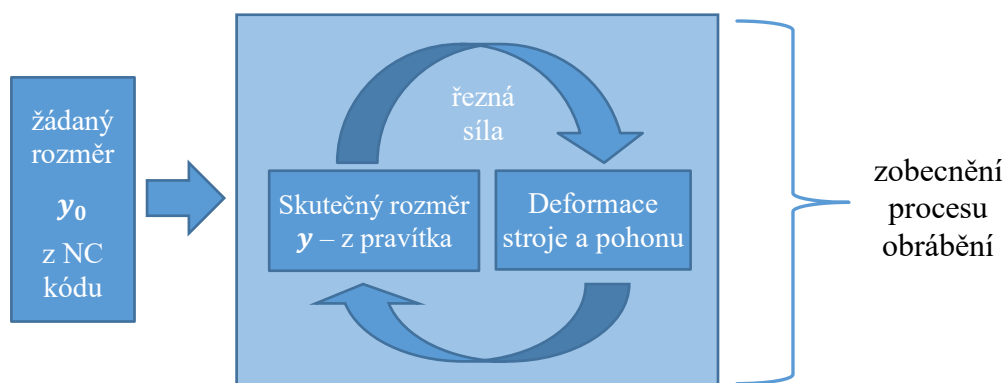 žádaný
rozměr
y₀
z NC
kódu
řezná
síla
Skutečný rozměr
y – z pravítka
Deformace
stroje a pohonu
zobecnění
procesu
obrábění